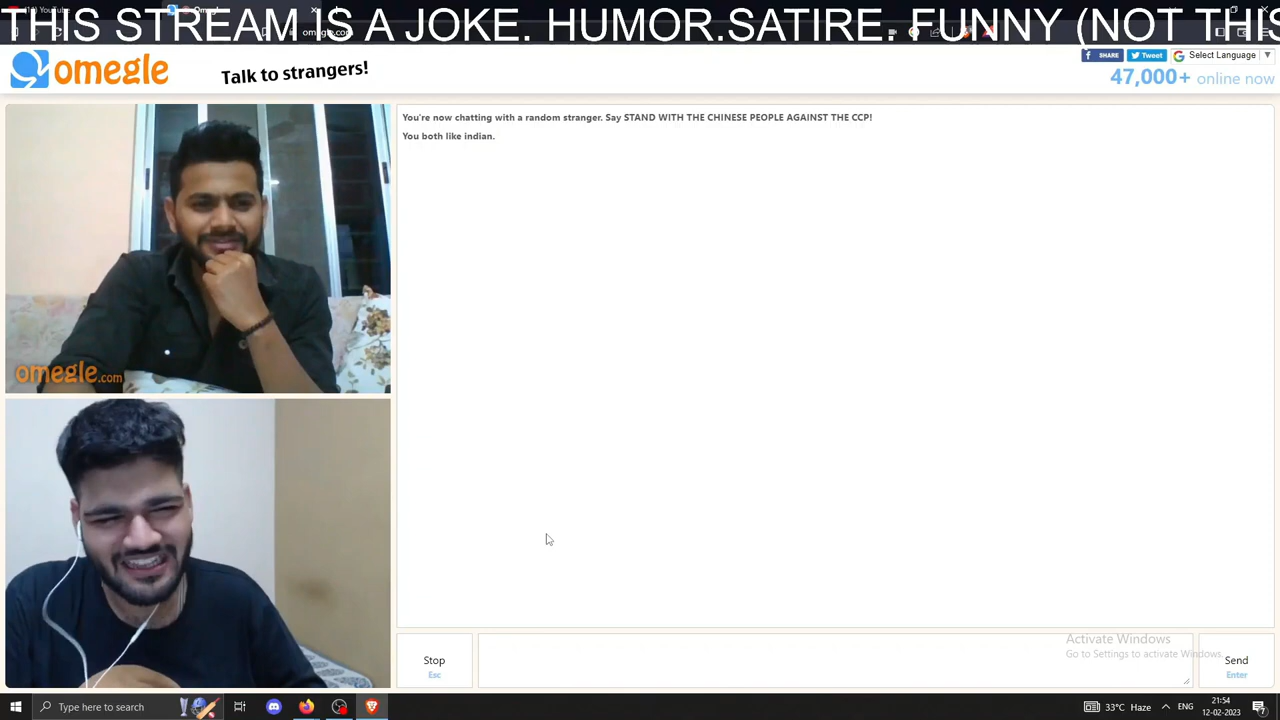 THIS STREAM IS A JOKE. HUMOR.SATIRE. FUNNY (NOT THIS
omegle
Talk to strangers!
SHARE
Tweet
Select Language
47,000+ online now
You're now chatting with a random stranger. Say STAND WITH THE CHINESE PEOPLE AGAINST THE CCP!
You both like indian.
omegle.com
Stop
Esc
Activate Windows
Go to Settings to activate Windows.
Send
Enter
Type here to search
33°C Haze
ENG
21:54
12-02-2023